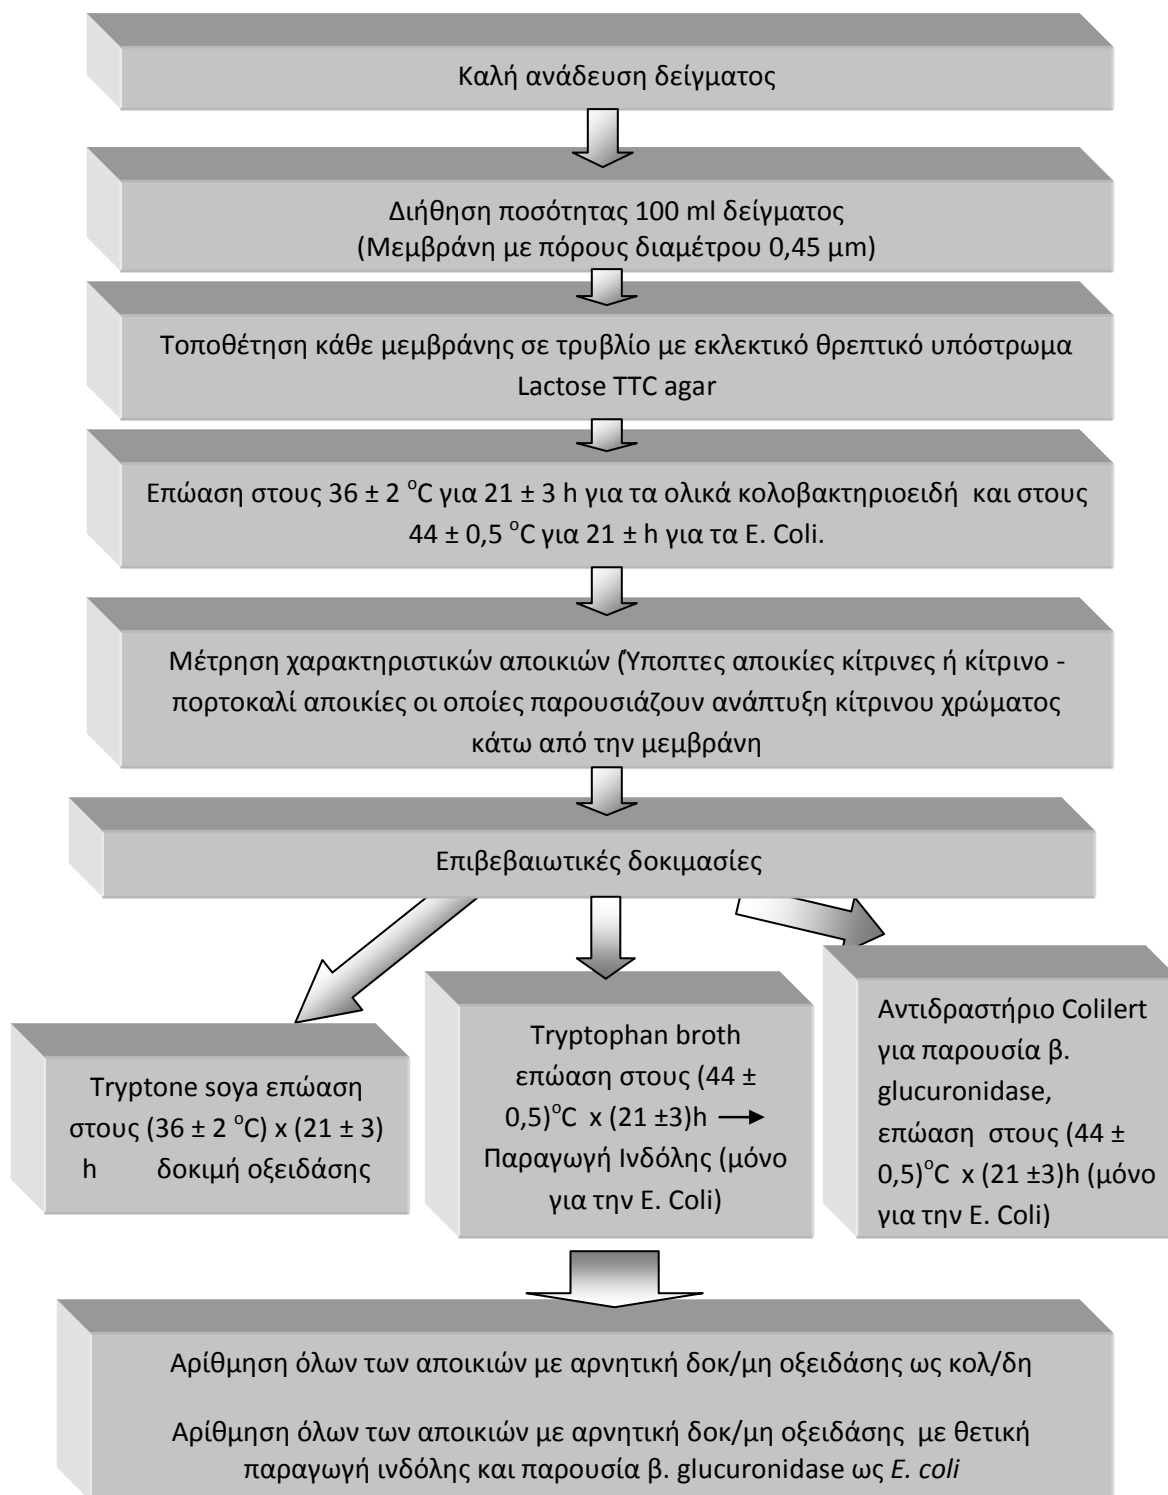 Καλή ανάδευση δείγματος
Διήθηση ποσότητας 100 ml δείγματος
(Μεμβράνη με πόρους διαμέτρου 0,45 μm)
Τοποθέτηση κάθε μεμβράνης σε τρυβλίο με εκλεκτικό θρεπτικό υπόστρωμα
Lactose TTC agar
Επώαση στους 36 ± 2 °C για 21 ± 3 h για τα ολικά κολοβακτηριοειδή και στους
44 ± 0,5 °C για 21 ± h για τα E. Coli.
Μέτρηση χαρακτηριστικών αποικιών (Ύποπτες αποικίες κίτρινες ή κίτρινο -
πορτοκαλί αποικίες οι οποίες παρουσιάζουν ανάπτυξη κίτρινου χρώματος
κάτω από την μεμβράνη
Επιβεβαιωτικές δοκιμασίες
Tryptone soya επώαση
στους (36 ± 2 °C) x (21 ± 3)
h δοκιμή οξειδάσης
Tryptophan broth
επώαση στους (44 ±
0,5)°C x (21 ±3)h →
Παραγωγή Ινδόλης (μόνο
για την E. Coli)
Αντιδραστήριο Colilert
για παρουσία β.
glucuronidase,
επώαση στους (44 ±
0,5)°C x (21 ±3)h (μόνο
για την E. Coli)
Αρίθμηση όλων των αποικιών με αρνητική δοκ/μη οξειδάσης ως κολ/δη
Αρίθμηση όλων των αποικιών με αρνητική δοκ/μη οξειδάσης με θετική
παραγωγή ινδόλης και παρουσία β. glucuronidase ως E. coli